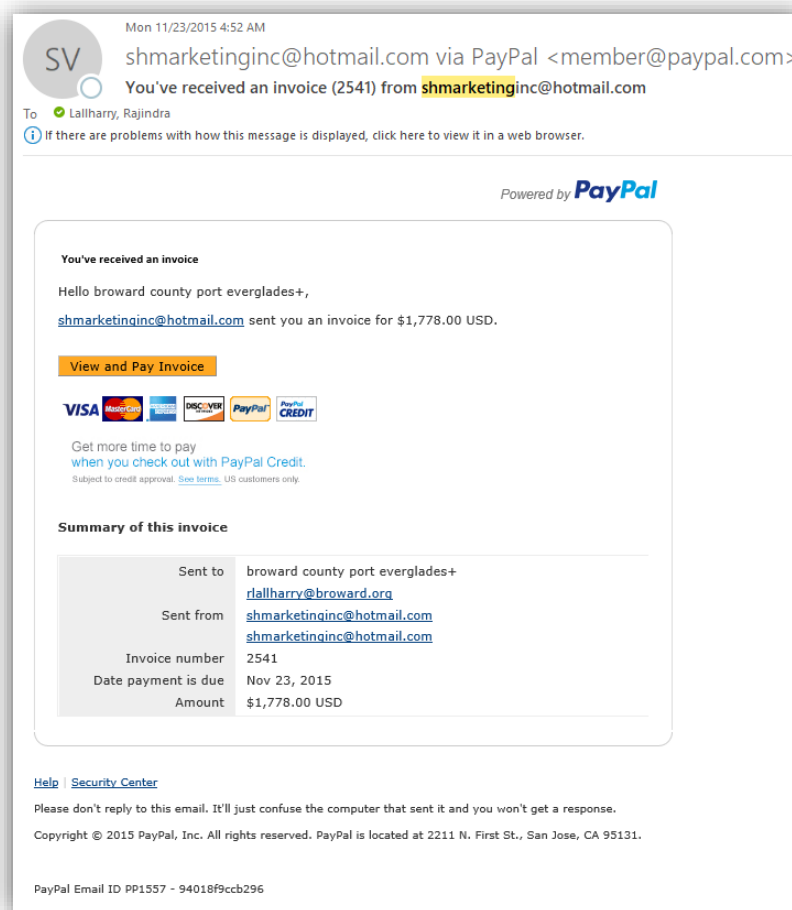 Mon 11/23/2015 4:52 AM
SV
shmarketinginc@hotmail.com via PayPal <member@paypal.com>
You've received an invoice (2541) from shmarketinginc@hotmail.com
To Lallharry, Rajindra
If there are problems with how this message is displayed, click here to view it in a web browser.
Powered by PayPal
You've received an invoice
Hello broward county port everglades+,
shmarketinginc@hotmail.com sent you an invoice for $1,778.00 USD.
View and Pay Invoice
VISA MasterCard AMERICAN EXPRESS DISCOVER PayPal PayPal CREDIT
Get more time to pay
when you check out with PayPal Credit.
Subject to credit approval. See terms. US customers only.
Summary of this invoice
Sent to broward county port everglades+
rlallharry@broward.org
Sent from shmarketinginc@hotmail.com
shmarketinginc@hotmail.com
Invoice number 2541
Date payment is due Nov 23, 2015
Amount $1,778.00 USD
Help | Security Center
Please don't reply to this email. It'll just confuse the computer that sent it and you won't get a response.
Copyright © 2015 PayPal, Inc. All rights reserved. PayPal is located at 2211 N. First St., San Jose, CA 95131.
PayPal Email ID PP1557 - 94018f9ccb296